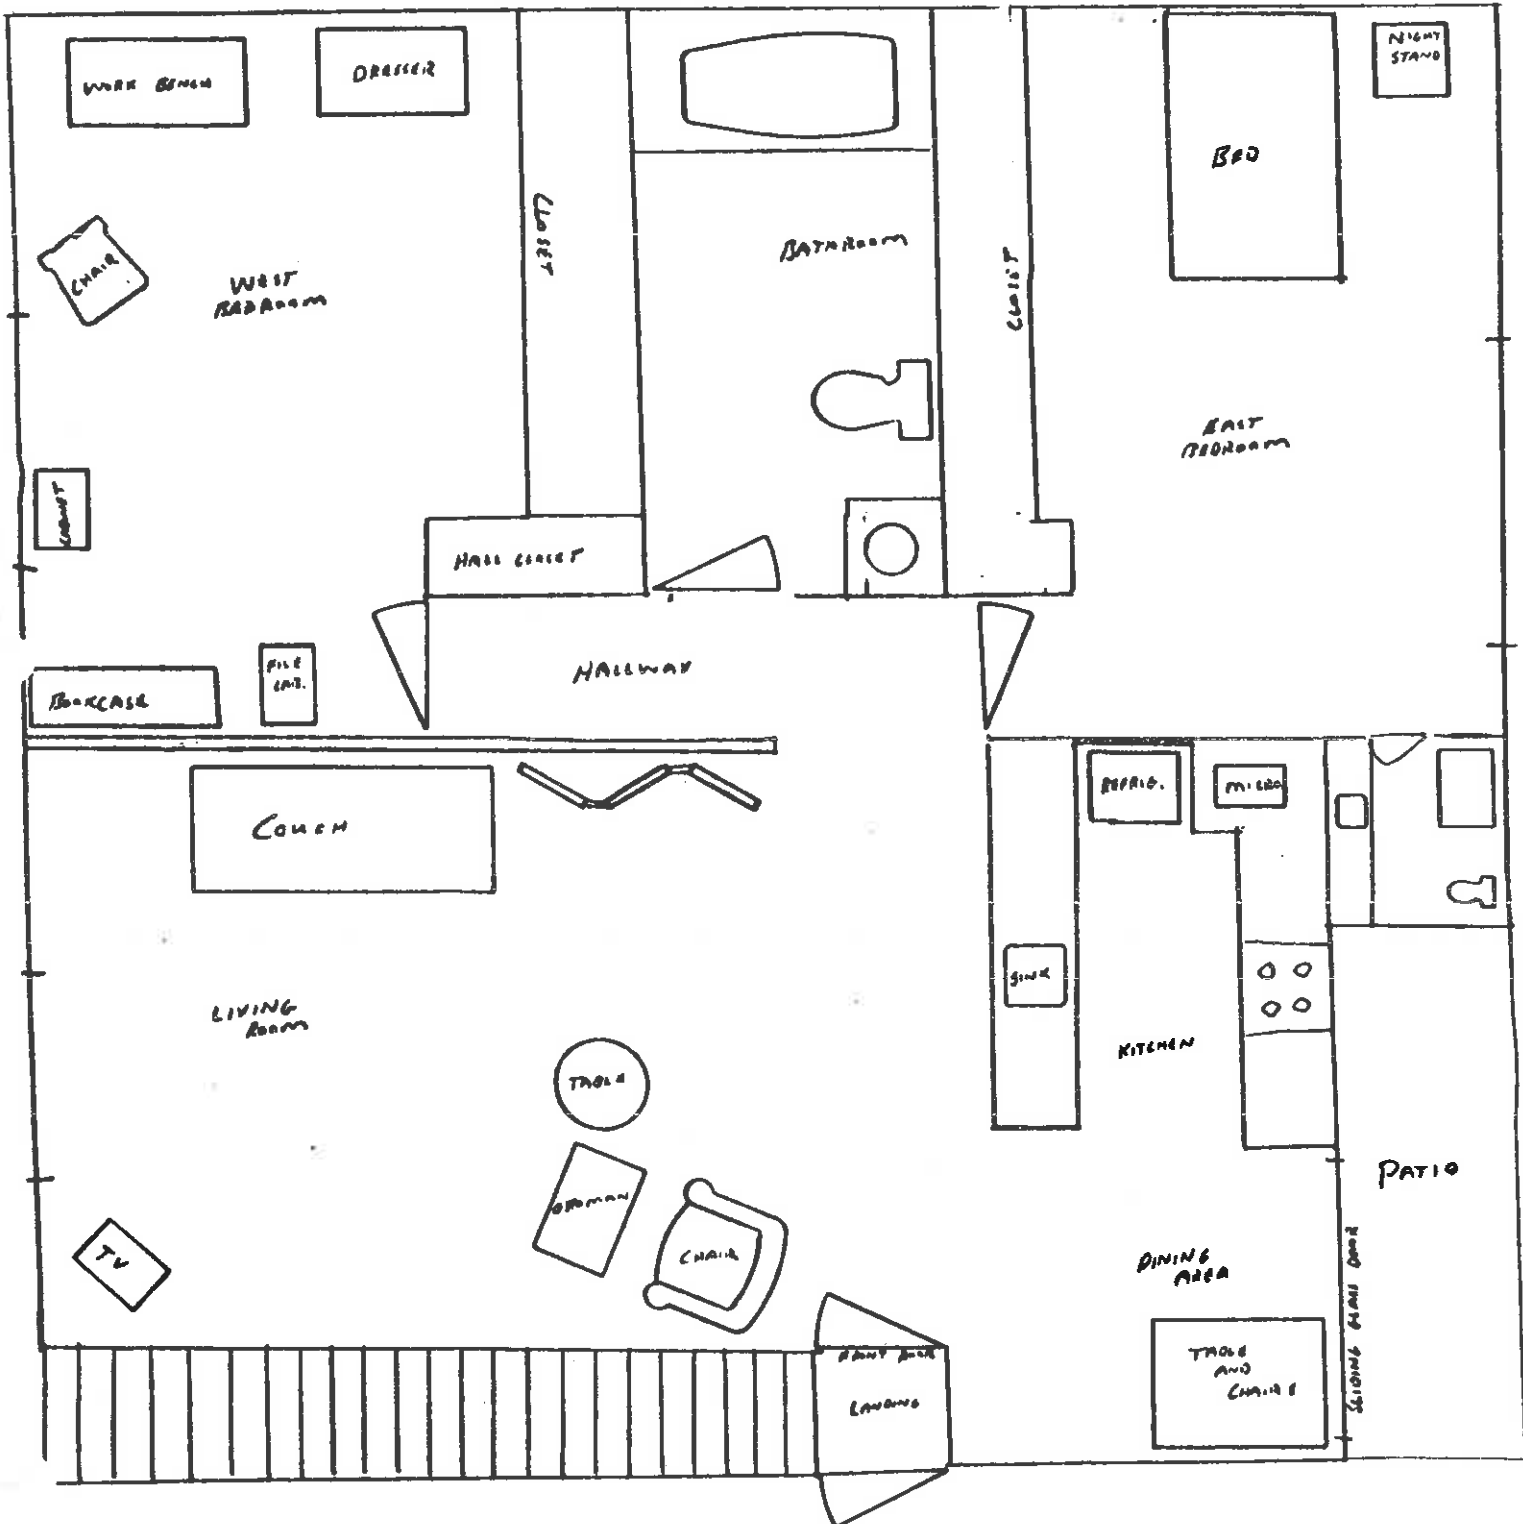 WORK BENCH
DRESSER
NIGHT
STAND
BED
CLOSET
BATHROOM
CLOSET
CHAIR
WEST
BEDROOM
EAST
BEDROOM
CABINET
HALL CLOSET
HALLWAY
FILE
CAB.
BOOKCASE
REFRIG.
MICRO
COUCH
SINK
LIVING
ROOM
KITCHEN
TABLE
PATIO
OTTOMAN
CHAIR
TV
DINING
AREA
SLIDING GLASS DOOR
FRONT DOOR
LANDING
TABLE
AND
CHAIRS